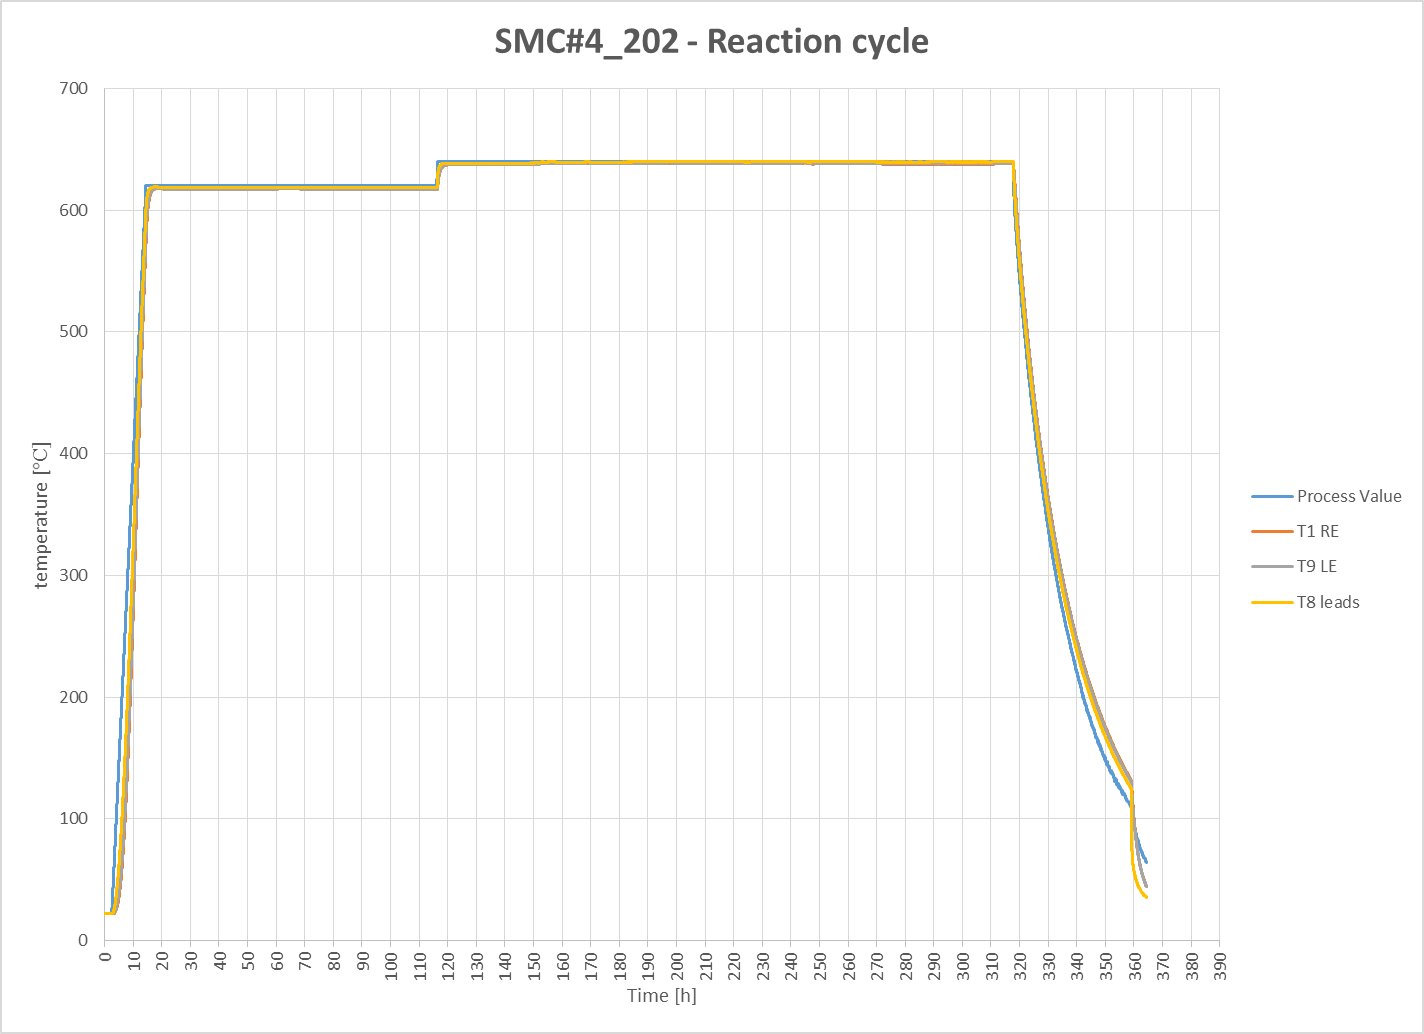 SMC#4_202 - Reaction cycle
700
600
500
400
300
200
100
0
temperature [°C]
0 10 20 30 40 50 60 70 80 90 100 110 120 130 140 150 160 170 180 190 200 210 220 230 240 250 260 270 280 290 300 310 320 330 340 350 360 370 380 390
Time [h]
Process Value
T1 RE
T9 LE
T8 leads